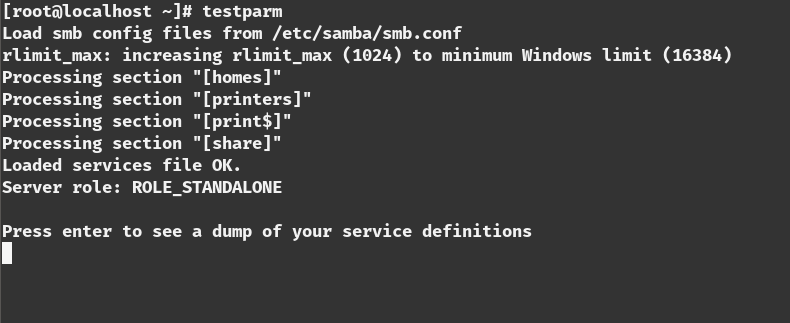 [root@localhost ~]# testparm
Load smb config files from /etc/samba/smb.conf
rlimit_max: increasing rlimit_max (1024) to minimum Windows limit (16384)
Processing section "[homes]"
Processing section "[printers]"
Processing section "[print$]"
Processing section "[share]"
Loaded services file OK.
Server role: ROLE_STANDALONE
Press enter to see a dump of your service definitions